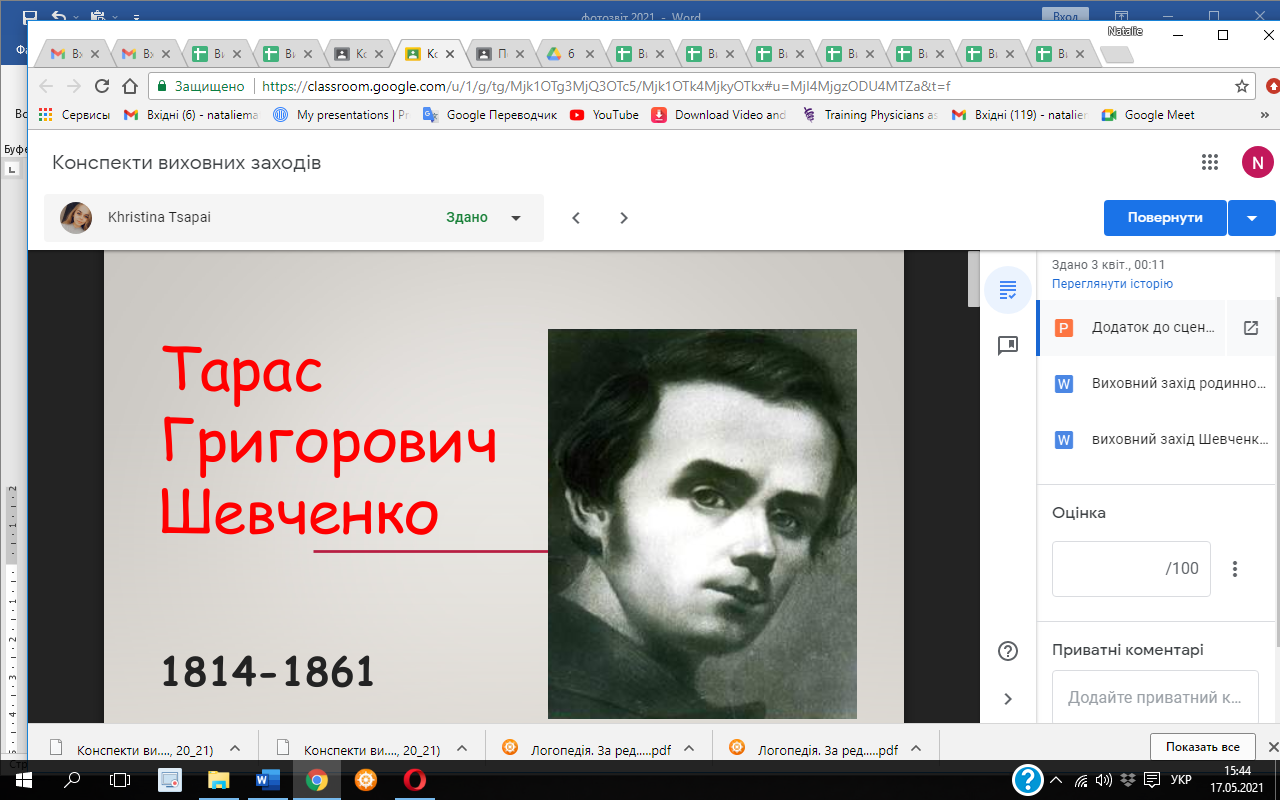 фотозвіт 2021 - Word
Вход
Natalie
Защищено
https://classroom.google.com/u/1/g/tg/Mjk1OTg3MjQ3OTc5/Mjk1OTk4MjkyOTkx#u=MjI4MjgzODU4MTZa&t=f
Сервисы
Вхідні (6) - nataliema
My presentations | Pr
Google Переводчик
YouTube
Download Video and
Training Physicians as
Вхідні (119) - natalier
Google Meet
»
Буфе
Конспекти виховних заходів
N
Khristina Tsapai
Здано
Повернути
Здано 3 квіт., 00:11
Переглянути історію
Додаток до сцен...
Виховний захід родинно...
виховний захід Шевченк...
Оцінка
/100
Приватні коментарі
Додайте приватний к...
Тарас
Григорович
Шевченко
1814-1861
Конспекти ви...., 20_21)
Конспекти ви...., 20_21)
Логопедія. За ред.....pdf
Логопедія. За ред.....pdf
Показать все
УКР
15:44
17.05.2021